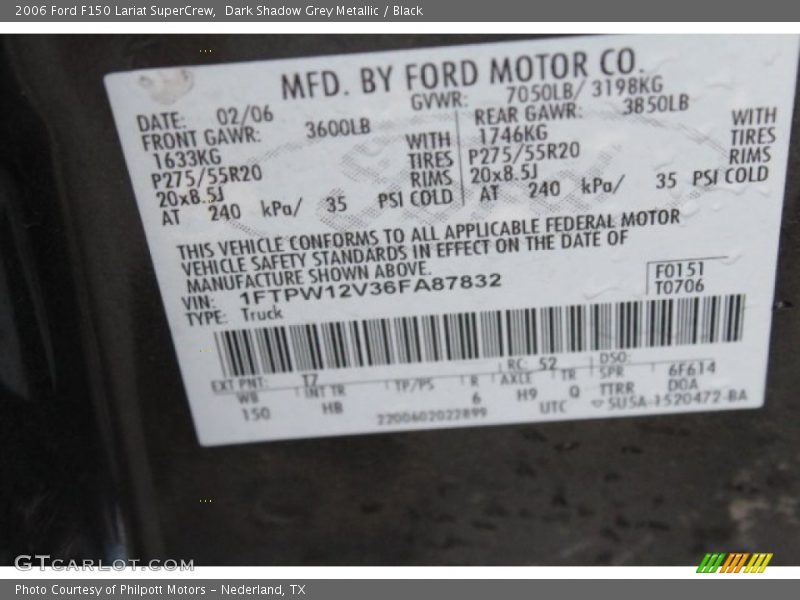 2006 Ford F150 Lariat SuperCrew,  Dark Shadow Grey Metallic / Black
MFD. BY FORD MOTOR CO.
DATE: 02/06 GVWR: 7050LB/ 3198KG
FRONT GAWR: 3600LB REAR GAWR: 3850LB
1633KG WITH 1746KG WITH
P275/55R20 TIRES P275/55R20 TIRES
20x8.5J RIMS 20x8.5J RIMS
AT 240 kPa/ 35 PSI COLD AT 240 kPa/ 35 PSI COLD
THIS VEHICLE CONFORMS TO ALL APPLICABLE FEDERAL MOTOR
VEHICLE SAFETY STANDARDS IN EFFECT ON THE DATE OF
MANUFACTURE SHOWN ABOVE.
VIN: 1FTPW12V36FA87832 F0151
TYPE: Truck T0706
EXT PNT: T7 RC: 52 DSO:
WB INT TR TP/PS R AXLE TR SPR 6F614
150 HB 6 H9 Q TTRR DOA
2200602022899 UTC 5U5A-1520472-BA
GTCARLOT.COM
Photo Courtesy of Philpott Motors - Nederland, TX